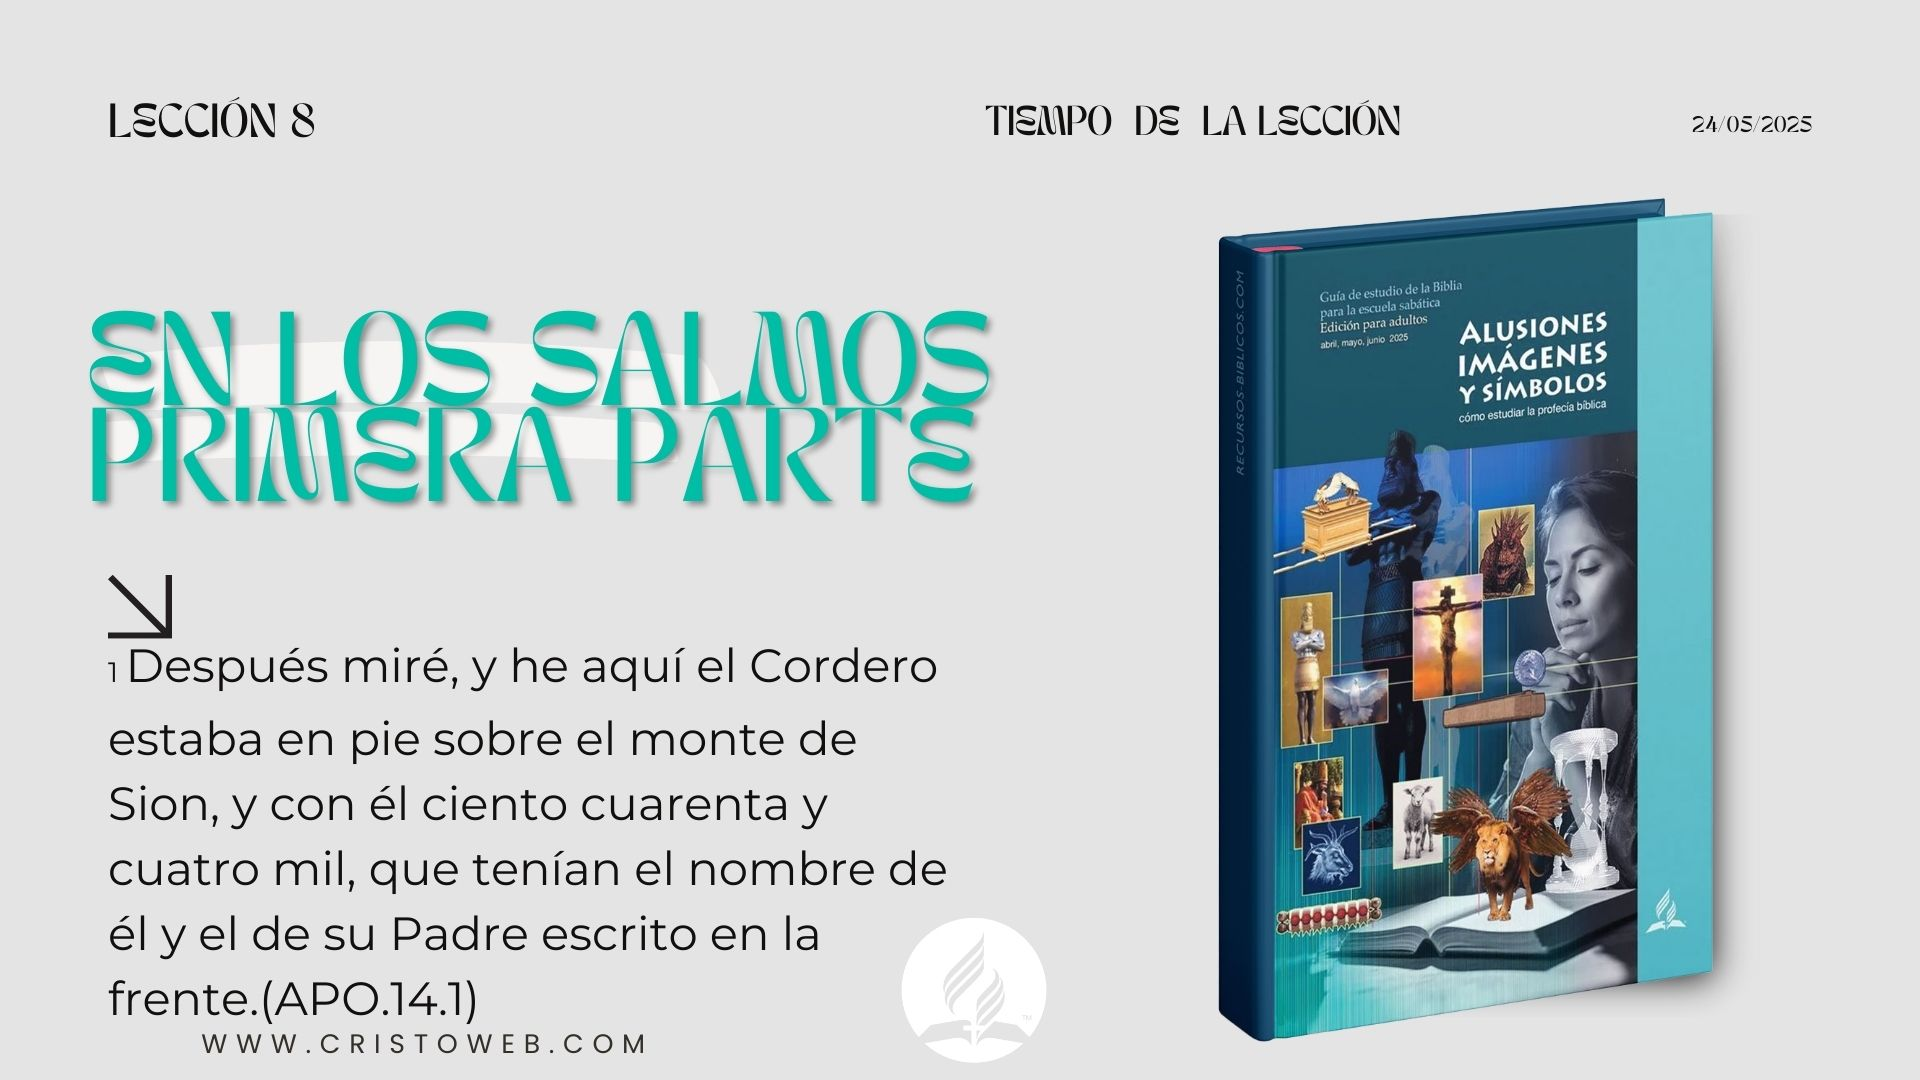 LECCIÓN 8
TIEMPO DE LA LECCIÓN
24/05/2025
EN LOS SALMOS
PRIMERA PARTE
1 Después miré, y he aquí el Cordero
estaba en pie sobre el monte de
Sion, y con él ciento cuarenta y
cuatro mil, que tenían el nombre de
él y el de su Padre escrito en la
frente.(APO.14.1)
WWW.CRISTOWEB.COM
TM
RECURSOS-BIBLICOS.COM
Guía de estudio de la Biblia
para la escuela sabática
Edición para adultos
abril, mayo, junio 2025
ALUSIONES
IMÁGENES
Y SÍMBOLOS
cómo estudiar la profecía bíblica